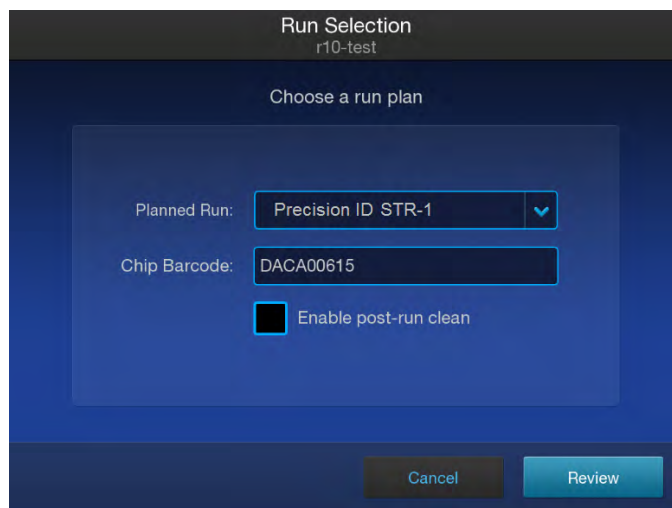 Run Selection
r10-test
Choose a run plan
Planned Run: Precision ID STR-1
Chip Barcode: DACA00615
Enable post-run clean
Cancel Review